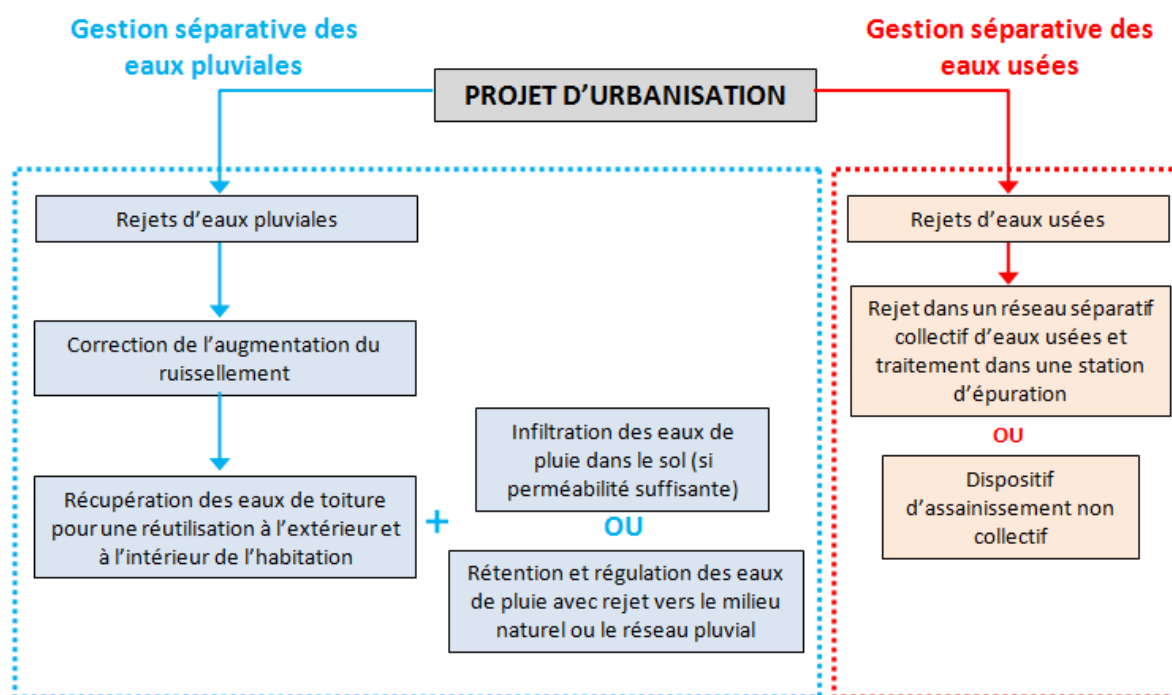 Gestion séparative des
eaux pluviales
Gestion séparative des
eaux usées
PROJET D'URBANISATION
Rejets d'eaux pluviales
Correction de l'augmentation du
ruissellement
Récupération des eaux de toiture
pour une réutilisation à l'extérieur et
à l'intérieur de l'habitation
+
Infiltration des eaux de
pluie dans le sol (si
perméabilité suffisante)
OU
Rétention et régulation des eaux
de pluie avec rejet vers le milieu
naturel ou le réseau pluvial
Rejets d'eaux usées
Rejet dans un réseau séparatif
collectif d'eaux usées et
traitement dans une station
d'épuration
OU
Dispositif
d'assainissement non
collectif